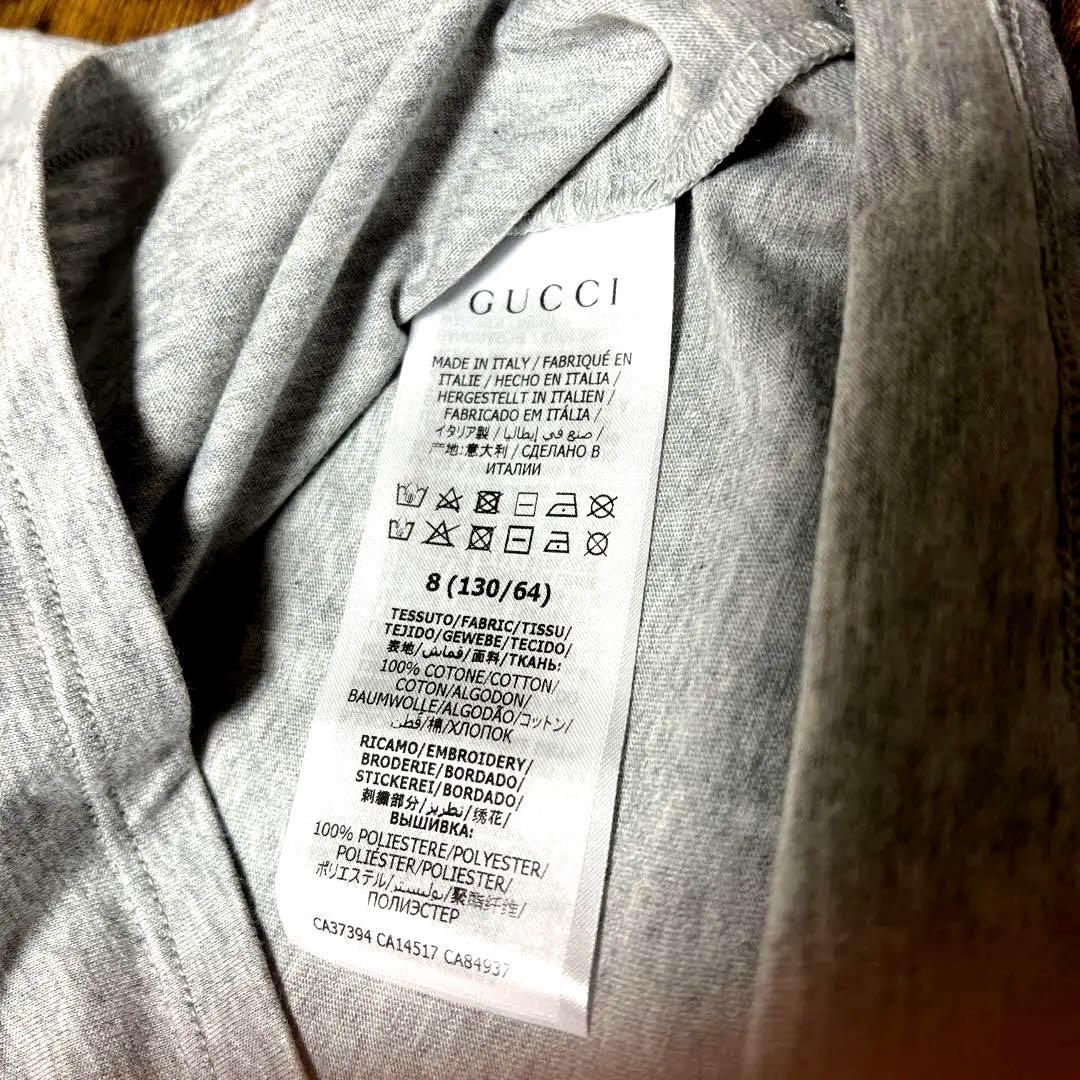 GUCCI
MADE IN ITALY / FABRIQUÉ EN
ITALIE / HECHO EN ITALIA /
HERGESTELLT IN ITALIEN /
FABRICADO EM ITÁLIA /
イタリア製 / صنع في إيطاليا /
产地:意大利 / СДЕЛАНО В
ИТАЛИИ
8 (130/64)
TESSUTO/FABRIC/TISSU/
TEJIDO/GEWEBE/TECIDO/
表地/قماش/面料/ТКАНЬ:
100% COTONE/COTTON/
COTON/ALGODON/
BAUMWOLLE/ALGODÃO/コットン/
قطن/棉/ХЛОПОК
RICAMO/EMBROIDERY/
BRODERIE/BORDADO/
STICKEREI/BORDADO/
刺繍部分/تطريز/绣花/
ВЫШИВКА:
100% POLIESTERE/POLYESTER/
POLIÉSTER/POLIESTER/
ポリエステル/بوليستر/聚酯纤维/
ПОЛИЭСТЕР
CA37394 CA14517 CA84937